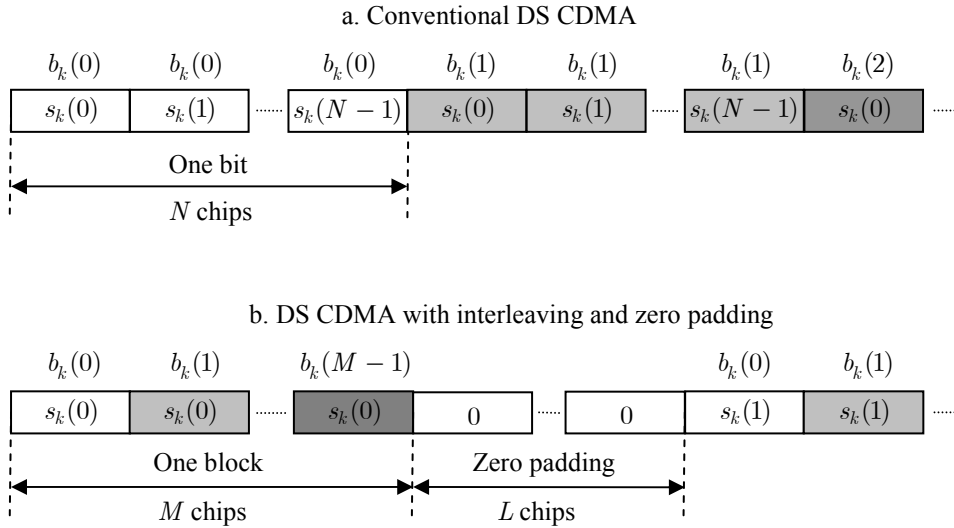 a. Conventional DS CDMA
b_k(0) b_k(0) b_k(0) b_k(1) b_k(1) b_k(1) b_k(2)
s_k(0) s_k(1) ........ s_k(N − 1) s_k(0) s_k(1) ........ s_k(N − 1) s_k(0) ........
One bit
N chips
b. DS CDMA with interleaving and zero padding
b_k(0) b_k(1) b_k(M − 1) b_k(0) b_k(1)
s_k(0) s_k(0) ........ s_k(0) 0 ........ 0 s_k(1) s_k(1) ........
One block Zero padding
M chips L chips